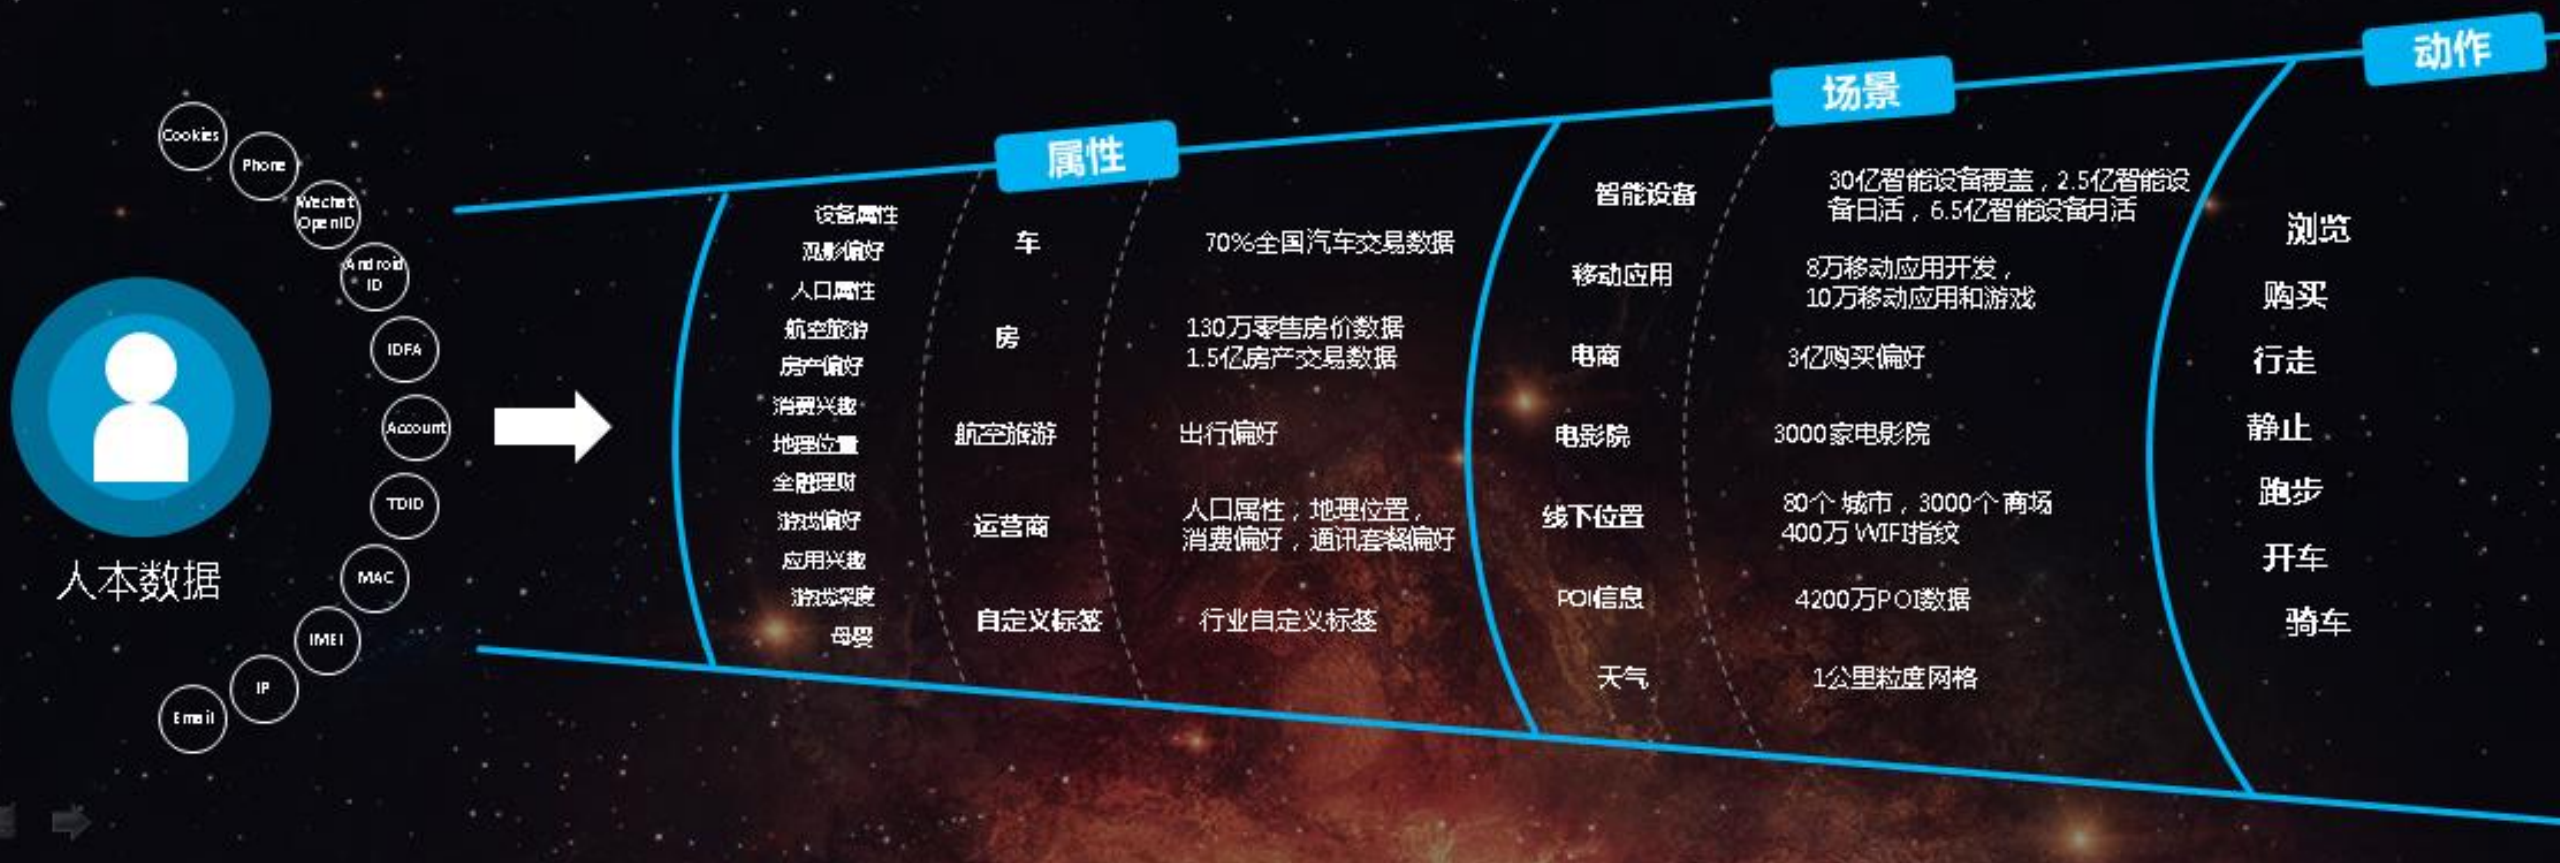 Cookies
Phone
Wechat
OpenID
Android
ID
IDFA
Account
TDID
MAC
IMEI
IP
Email
人本数据
属性
设备属性
观影偏好
人口属性
航空旅游
房产偏好
消费兴趣
地理位置
金融理财
游戏偏好
应用兴趣
游戏深度
母婴
车
70%全国汽车交易数据
房
130万零售房价数据
1.5亿房产交易数据
航空旅游
出行偏好
运营商
人口属性，地理位置，
消费偏好，通讯套餐偏好
自定义标签
行业自定义标签
场景
智能设备
30亿智能设备覆盖，2.5亿智能设
备日活，6.5亿智能设备月活
移动应用
8万移动应用开发，
10万移动应用和游戏
电商
3亿购买偏好
电影院
3000家电影院
线下位置
80个城市，3000个商场
400万 WIFI指纹
POI信息
4200万POI数据
天气
1公里粒度网格
动作
浏览
购买
行走
静止
跑步
开车
骑车